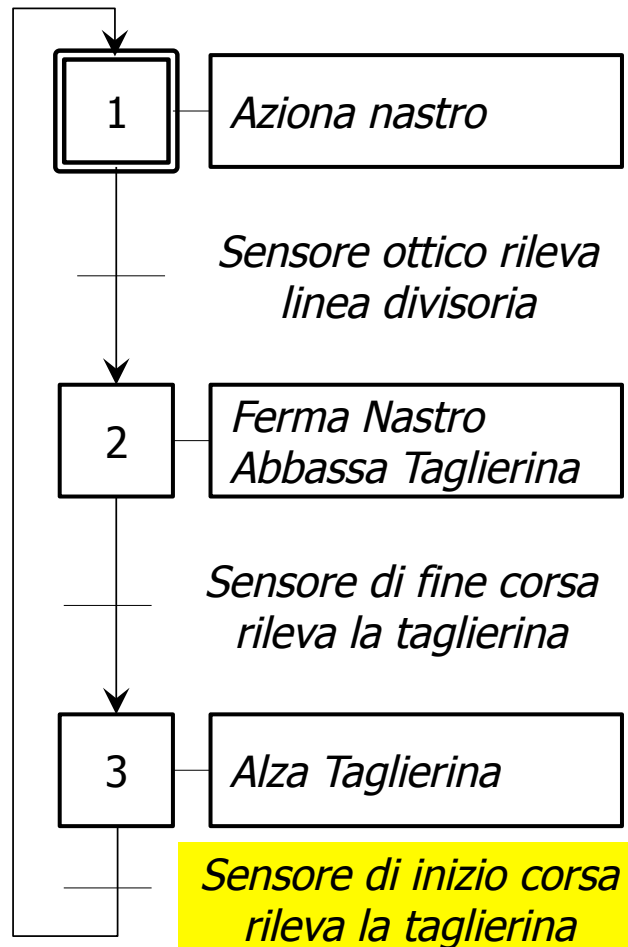 1
Aziona nastro
Sensore ottico rileva
linea divisoria
2
Ferma Nastro
Abbassa Taglierina
Sensore di fine corsa
rileva la taglierina
3
Alza Taglierina
Sensore di inizio corsa
rileva la taglierina